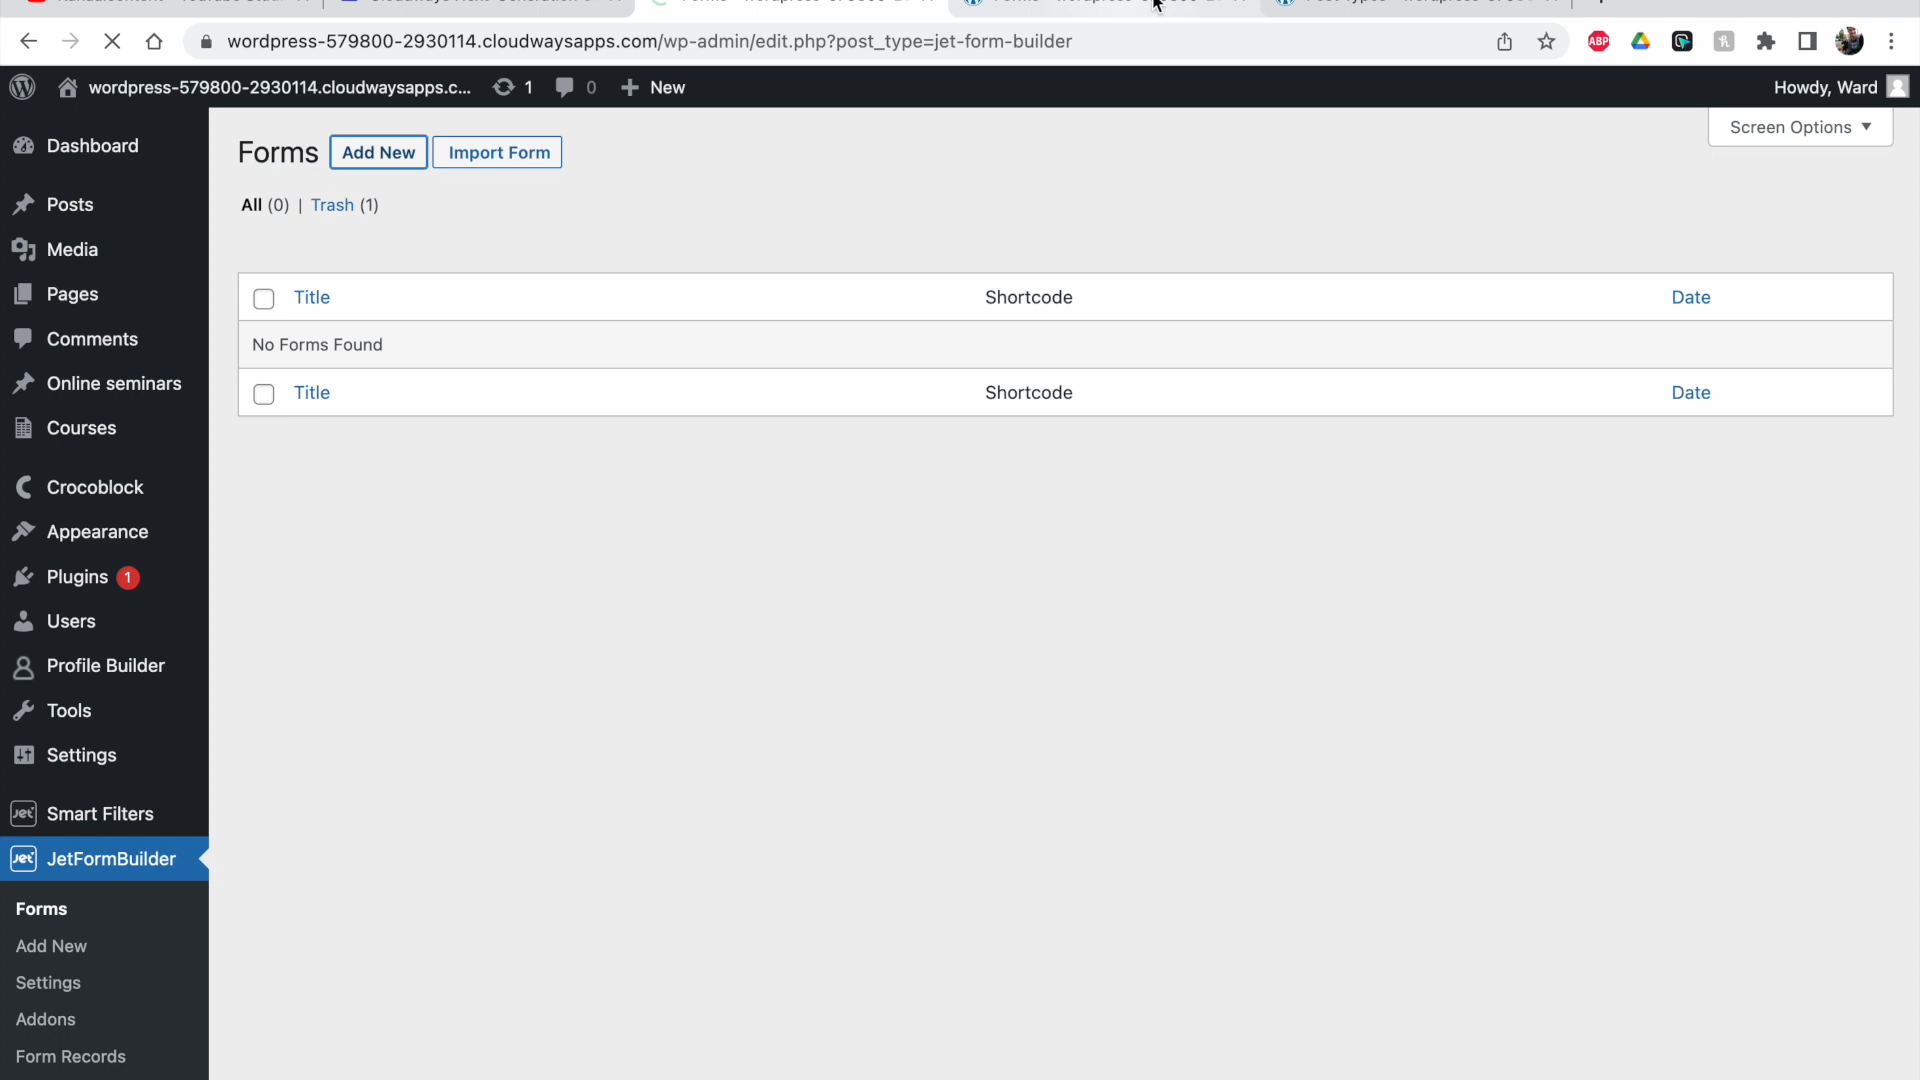 wordpress-579800-2930114.cloudwaysapps.com/wp-admin/edit.php?post_type=jet-form-builder
ABP
wordpress-579800-2930114.cloudwaysapps.c... 1 0 New
Howdy, Ward
Screen Options
Dashboard
Posts
Media
Pages
Comments
Online seminars
Courses
Crocoblock
Appearance
Plugins 1
Users
Profile Builder
Tools
Settings
Jet Smart Filters
Jet JetFormBuilder
Forms
Add New
Settings
Addons
Form Records
Forms Add New Import Form
All (0) | Trash (1)
Title Shortcode Date
No Forms Found
Title Shortcode Date